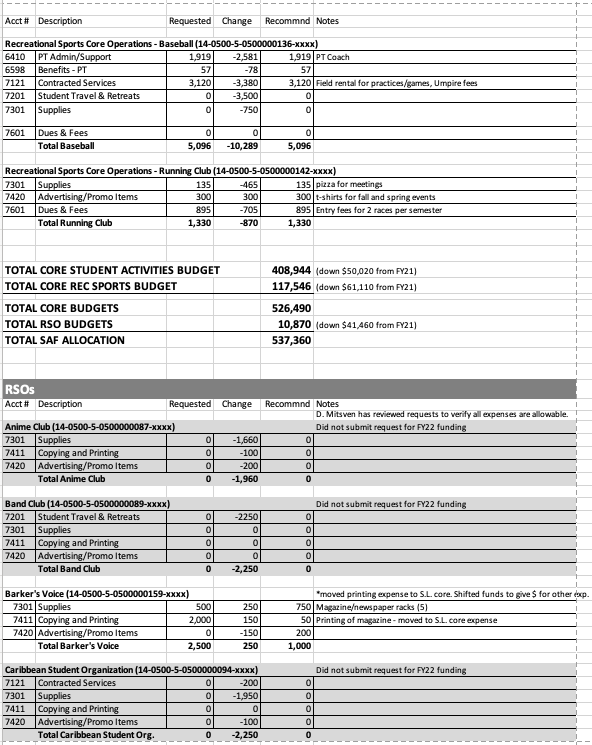 Acct # Description Requested Change Recommnd Notes
Recreational Sports Core Operations - Baseball (14-0500-5-0500000136-xxxx)
6410 PT Admin/Support 1,919 -2,581 1,919 PT Coach
6598 Benefits - PT 57 -78 57
7121 Contracted Services 3,120 -3,380 3,120 Field rental for practices/games, Umpire fees
7201 Student Travel & Retreats 0 -3,500 0
7301 Supplies 0 -750 0
7601 Dues & Fees 0 0 0
Total Baseball 5,096 -10,289 5,096
Recreational Sports Core Operations - Running Club (14-0500-5-0500000142-xxxx)
7301 Supplies 135 -465 135 pizza for meetings
7420 Advertising/Promo Items 300 300 300 t-shirts for fall and spring events
7601 Dues & Fees 895 -705 895 Entry fees for 2 races per semester
Total Running Club 1,330 -870 1,330
TOTAL CORE STUDENT ACTIVITIES BUDGET 408,944 (down $50,020 from FY21)
TOTAL CORE REC SPORTS BUDGET 117,546 (down $61,110 from FY21)
TOTAL CORE BUDGETS 526,490
TOTAL RSO BUDGETS 10,870 (down $41,460 from FY21)
TOTAL SAF ALLOCATION 537,360
RSOs
Acct # Description Requested Change Recommnd Notes
D. Mitsven has reviewed requests to verify all expenses are allowable.
Anime Club (14-0500-5-0500000087-xxxx) Did not submit request for FY22 funding
7301 Supplies 0 -1,660 0
7411 Copying and Printing 0 -100 0
7420 Advertising/Promo Items 0 -200 0
Total Anime Club 0 -1,960 0
Band Club (14-0500-5-0500000089-xxxx) Did not submit request for FY22 funding
7201 Student Travel & Retreats 0 -2250 0
7301 Supplies 0 0 0
7411 Copying and Printing 0 0 0
7420 Advertising/Promo Items 0 0 0
Total Band Club 0 -2,250 0
Barker's Voice (14-0500-5-0500000159-xxxx) *moved printing expense to S.L. core. Shifted funds to give $ for other exp.
7301 Supplies 500 250 750 Magazine/newspaper racks (5)
7411 Copying and Printing 2,000 150 50 Printing of magazine - moved to S.L. core expense
7420 Advertising/Promo Items 0 -150 200
Total Barker's Voice 2,500 250 1,000
Caribbean Student Organization (14-0500-5-0500000094-xxxx) Did not submit request for FY22 funding
7121 Contracted Services 0 -200 0
7301 Supplies 0 -1,950 0
7411 Copying and Printing 0 0 0
7420 Advertising/Promo Items 0 -100 0
Total Caribbean Student Org. 0 -2,250 0